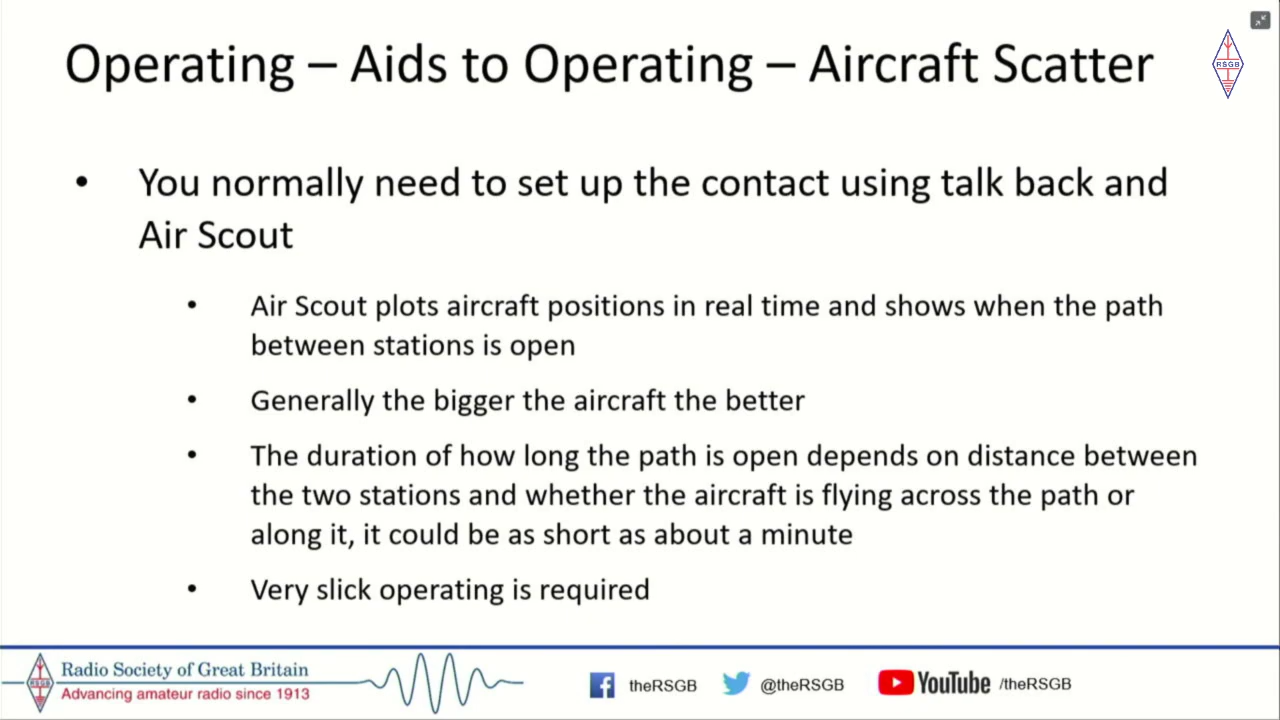 Operating – Aids to Operating – Aircraft Scatter
RSGB
• You normally need to set up the contact using talk back and
Air Scout
• Air Scout plots aircraft positions in real time and shows when the path
between stations is open
• Generally the bigger the aircraft the better
• The duration of how long the path is open depends on distance between
the two stations and whether the aircraft is flying across the path or
along it, it could be as short as about a minute
• Very slick operating is required
RSGB
Radio Society of Great Britain
Advancing amateur radio since 1913
theRSGB
@theRSGB
YouTube /theRSGB